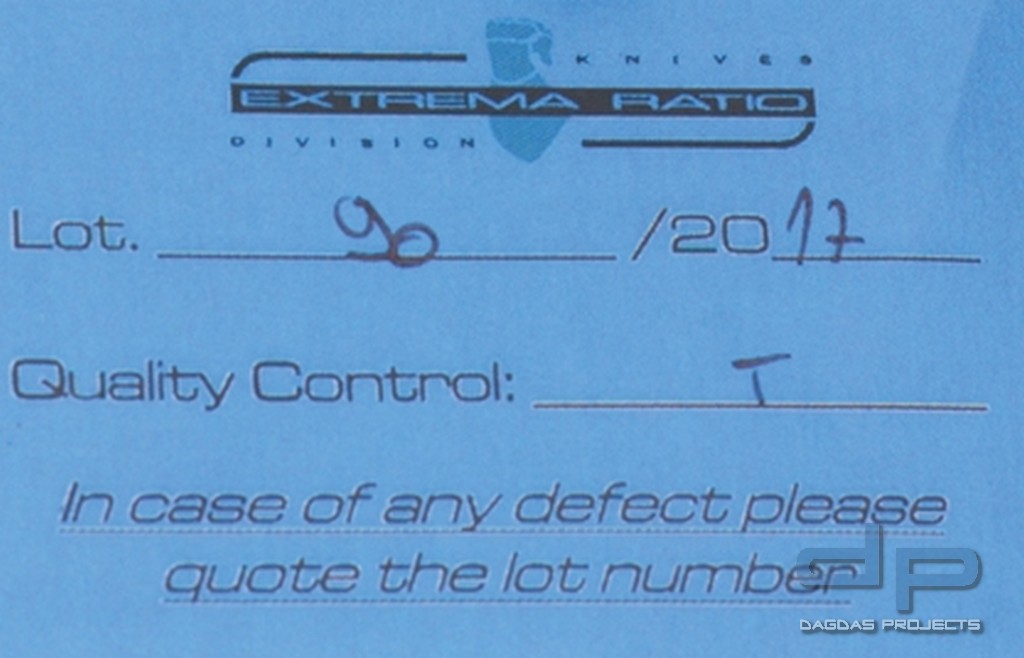 KNIVES
EXTREMA RATIO
DIVISION
Lot. 90 /2017
Quality Control: T
In case of any defect please
quote the lot number
dp
DAGDAS PROJECTS